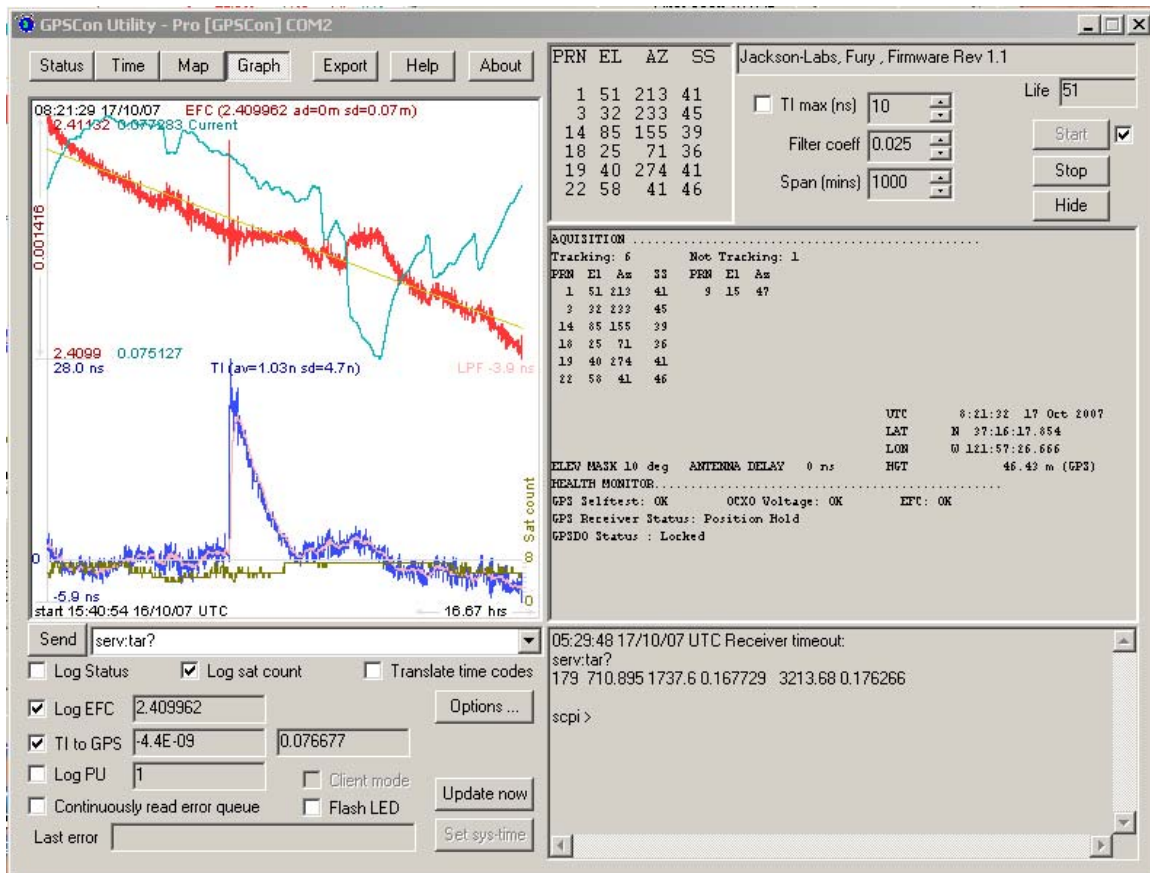 GPSCon Utility - Pro [GPSCon] COM2
Status Time Map Graph Export Help About
08:21:29 17/10/07 EFC (2.409962 ad=0m sd=0.07m)
2.41132 0.077283 Current
0.001416
2.4099 0.075127
28.0 ns TI (av=1.03n sd=4.7n) LPF -3.9 ns
0
8 Sat count
0
-5.9 ns
start 15:40:54 16/10/07 UTC 16.67 hrs
PRN EL AZ SS
1 51 213 41
3 32 233 45
14 85 155 39
18 25 71 36
19 40 274 41
22 58 41 46
Jackson-Labs, Fury , Firmware Rev 1.1
TI max (ns) 10
Filter coeff 0.025
Span (mins) 1000
Life 51
Start
Stop
Hide
AQUISITION ................................................
Tracking: 6 Not Tracking: 1
PRN El Az SS PRN El Az
1 51 213 41 9 15 47
3 32 233 45
14 85 155 39
18 25 71 36
19 40 274 41
22 58 41 46
UTC 8:21:32 17 Oct 2007
LAT N 37:16:17.854
LON W 121:57:26.666
ELEV MASK 10 deg ANTENNA DELAY 0 ns HGT 46.43 m (GPS)
HEALTH MONITOR................................................
GPS Selftest: OK OCXO Voltage: OK EFC: OK
GPS Receiver Status: Position Hold
GPSDO Status : Locked
Send serv:tar?
Log Status Log sat count Translate time codes
Log EFC 2.409962 Options ...
TI to GPS -4.4E-09 0.076677
Log PU 1 Client mode
Update now
Continuously read error queue Flash LED
Last error Set sys-time
05:29:48 17/10/07 UTC Receiver timeout:
serv:tar?
179 710.895 1737.6 0.167729 3213.68 0.176266
scpi >